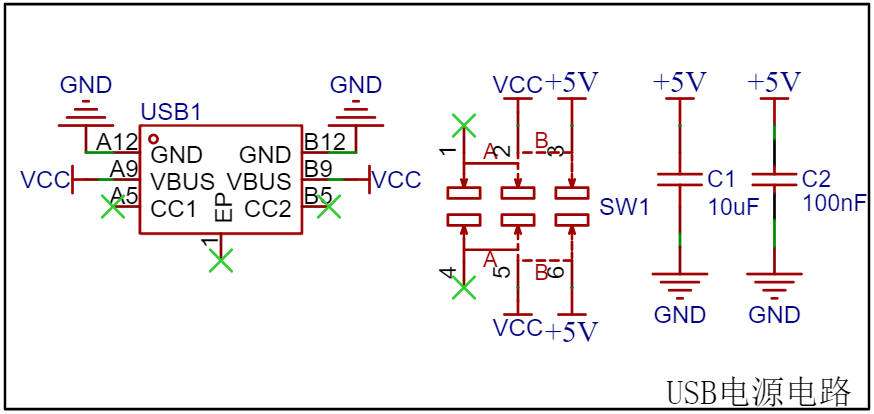 GND
GND
USB1
A12
GND
GND
B12
VCC
A9
VBUS
VBUS
B9
VCC
A5
CC1
EP
CC2
B5
1
VCC
+5V
1
2
3
A
B
SW1
4
5
6
A
B
VCC
+5V
+5V
C1
10uF
GND
+5V
C2
100nF
GND
USB电源电路